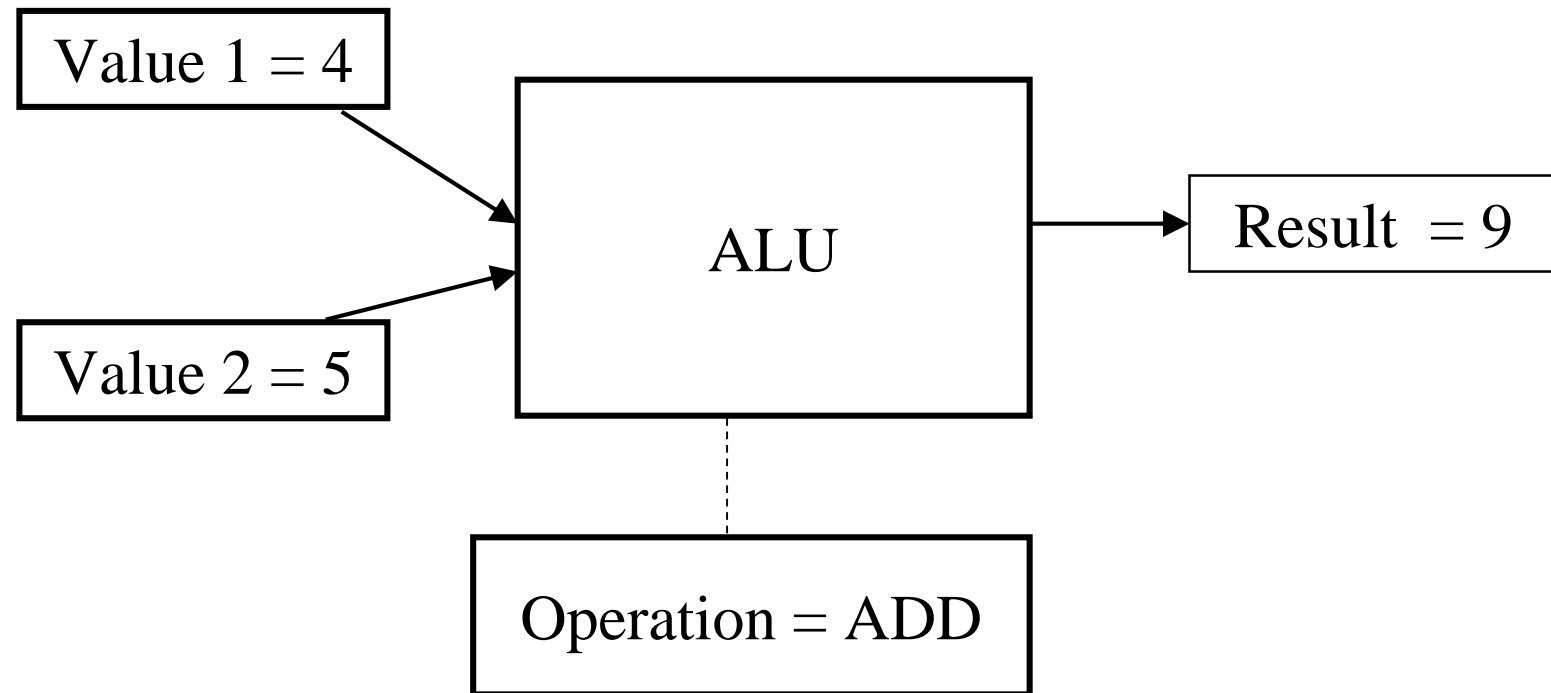 Value 1 = 4
ALU
Result = 9
Value 2 = 5
Operation = ADD